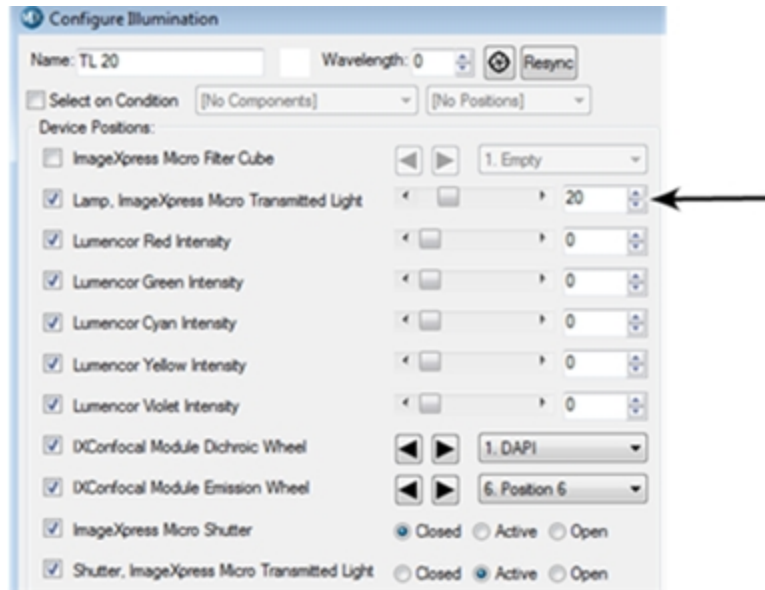 Configure Illumination
Name: TL 20 Wavelength: 0 Resync
Select on Condition [No Components] [No Positions]
Device Positions:
ImageXpress Micro Filter Cube 1. Empty
Lamp, ImageXpress Micro Transmitted Light 20
Lumencor Red Intensity 0
Lumencor Green Intensity 0
Lumencor Cyan Intensity 0
Lumencor Yellow Intensity 0
Lumencor Violet Intensity 0
IXConfocal Module Dichroic Wheel 1. DAPI
IXConfocal Module Emission Wheel 6. Position 6
ImageXpress Micro Shutter Closed Active Open
Shutter, ImageXpress Micro Transmitted Light Closed Active Open